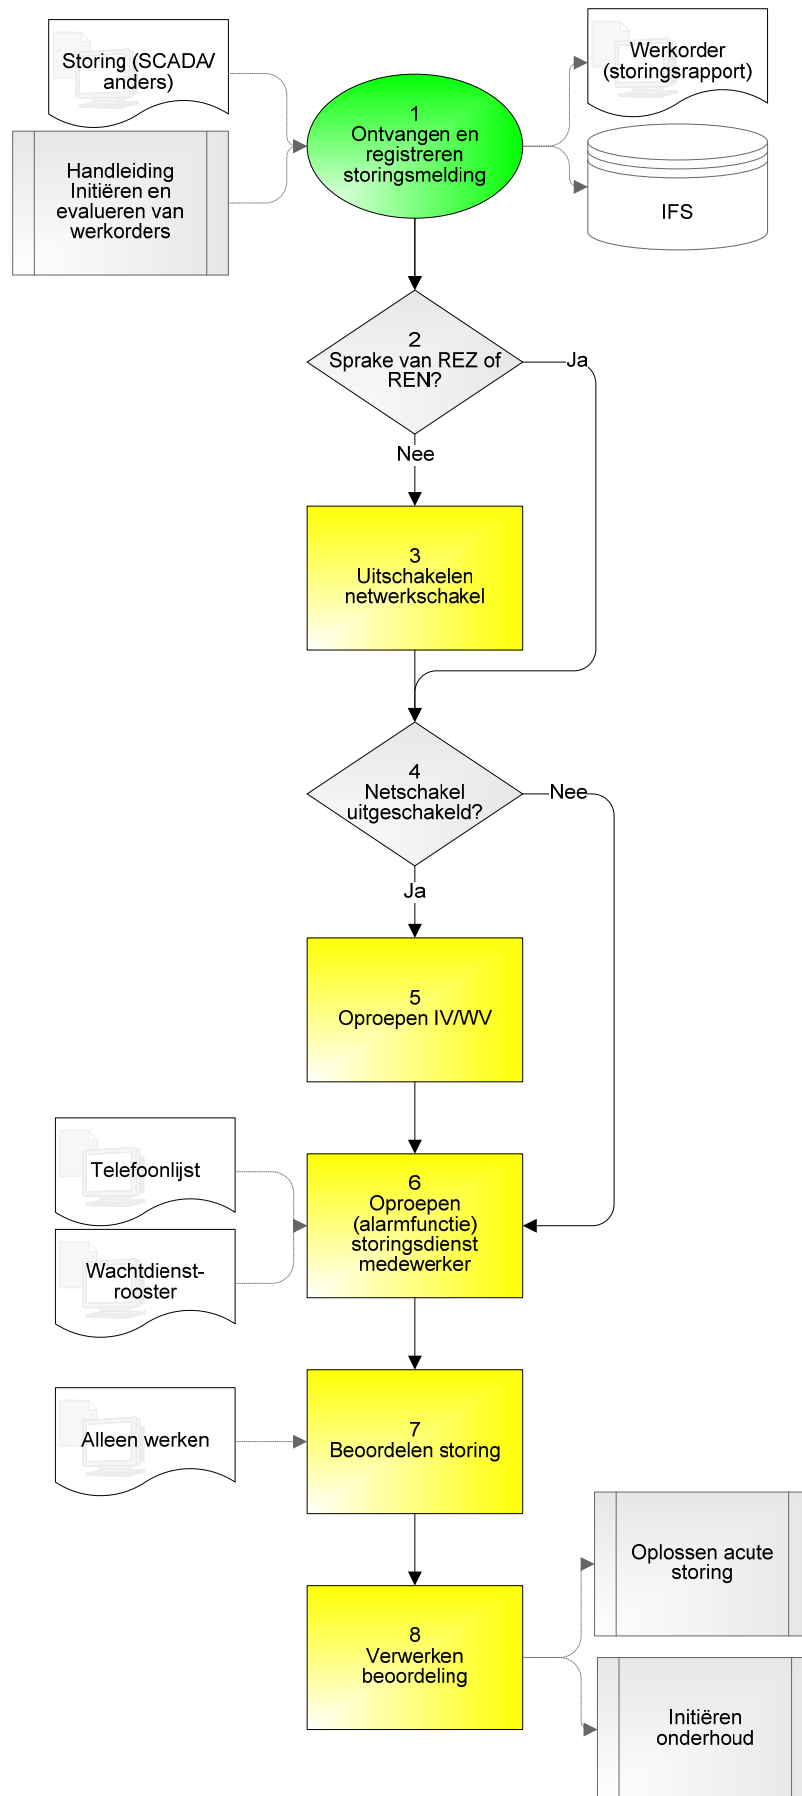 Storing (SCADA/
anders)
Werkorder
(storingsrapport)
1
Ontvangen en
registreren
storingsmelding
Handleiding
Initiëren en
evalueren van
werkorders
IFS
2
Sprake van REZ of
REN?
Ja
Nee
3
Uitschakelen
netwerkschakel
4
Netschakel
uitgeschakeld?
Nee
Ja
5
Oproepen IV/WV
Telefoonlijst
6
Oproepen
(alarmfunctie)
storingsdienst
medewerker
Wachtdienst-
rooster
7
Beoordelen storing
Alleen werken
Oplossen acute
storing
8
Verwerken
beoordeling
Initiëren
onderhoud